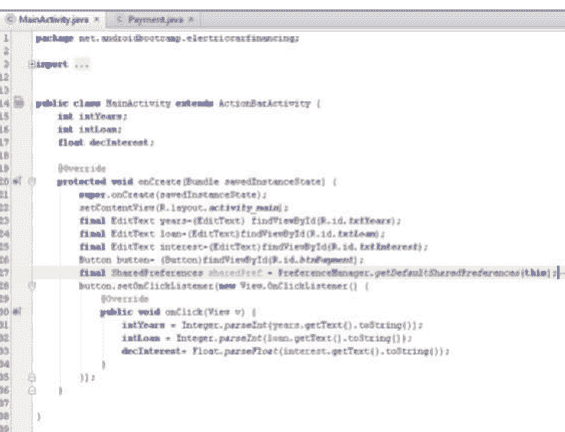 MainActivity.java × Payment.java ×
1 package net.androidbootcamp.electriccarfinancing;
2
3 import ...
12
13
14 public class MainActivity extends ActionBarActivity {
15 int intYears;
16 int intLoan;
17 float decInterest;
18
19 @Override
20 protected void onCreate(Bundle savedInstanceState) {
21 super.onCreate(savedInstanceState);
22 setContentView(R.layout.activity_main);
23 final EditText years=(EditText) findViewById(R.id.txtYears);
24 final EditText loan=(EditText)findViewById(R.id.txtLoan);
25 final EditText interest=(EditText)findViewById(R.id.txtInterest);
26 Button button= (Button)findViewById(R.id.btnPayment);
27 final SharedPreferences sharedPref = PreferenceManager.getDefaultSharedPreferences(this);
28 button.setOnClickListener(new View.OnClickListener() {
29 @Override
30 public void onClick(View v) {
31 intYears = Integer.parseInt(years.getText().toString());
32 intLoan = Integer.parseInt(loan.getText().toString());
33 decInterest= Float.parseFloat(interest.getText().toString());
34 }
35 });
36 }
37
38 }
39